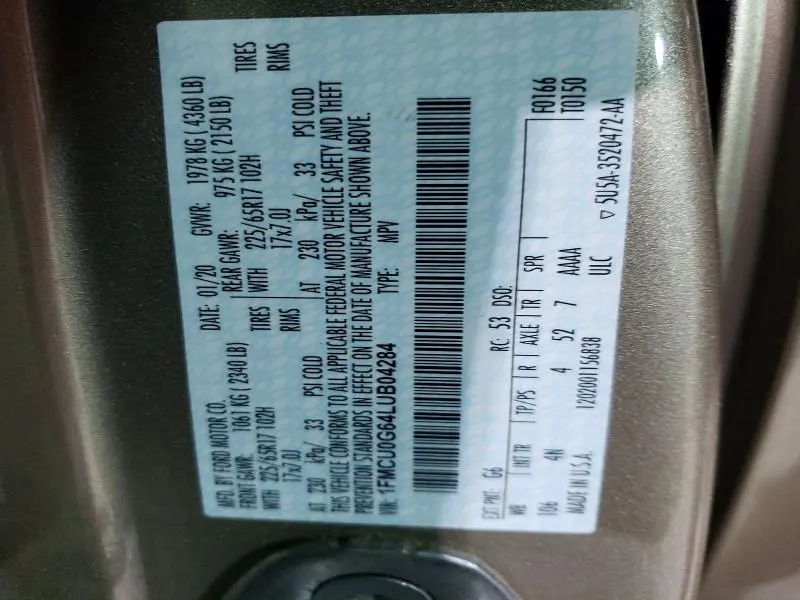 MFD. BY FORD MOTOR CO. DATE: 01/20 GVWR: 1978 KG ( 4360 LB)
FRONT GAWR: 1061 KG ( 2340 LB) REAR GAWR: 975 KG ( 2150 LB)
WITH 225/65R17 102H TIRES WITH 225/65R17 102H TIRES
17x7.0J RIMS 17x7.0J RIMS
AT 230 kPa/ 33 PSI COLD AT 230 kPa/ 33 PSI COLD
THIS VEHICLE CONFORMS TO ALL APPLICABLE FEDERAL MOTOR VEHICLE SAFETY AND THEFT
PREVENTION STANDARDS IN EFFECT ON THE DATE OF MANUFACTURE SHOWN ABOVE.
VIN: 1FMCU0G64LUB04284 TYPE: MPV
EXT PNT: G6 RC: 53 DSO: F0166
WB INT TR TP/PS R AXLE TR SPR T0150
106 4N 4 52 7 AAAA
MADE IN U.S.A. 1202001156838 ULC ▽ 5U5A-3520472-AA